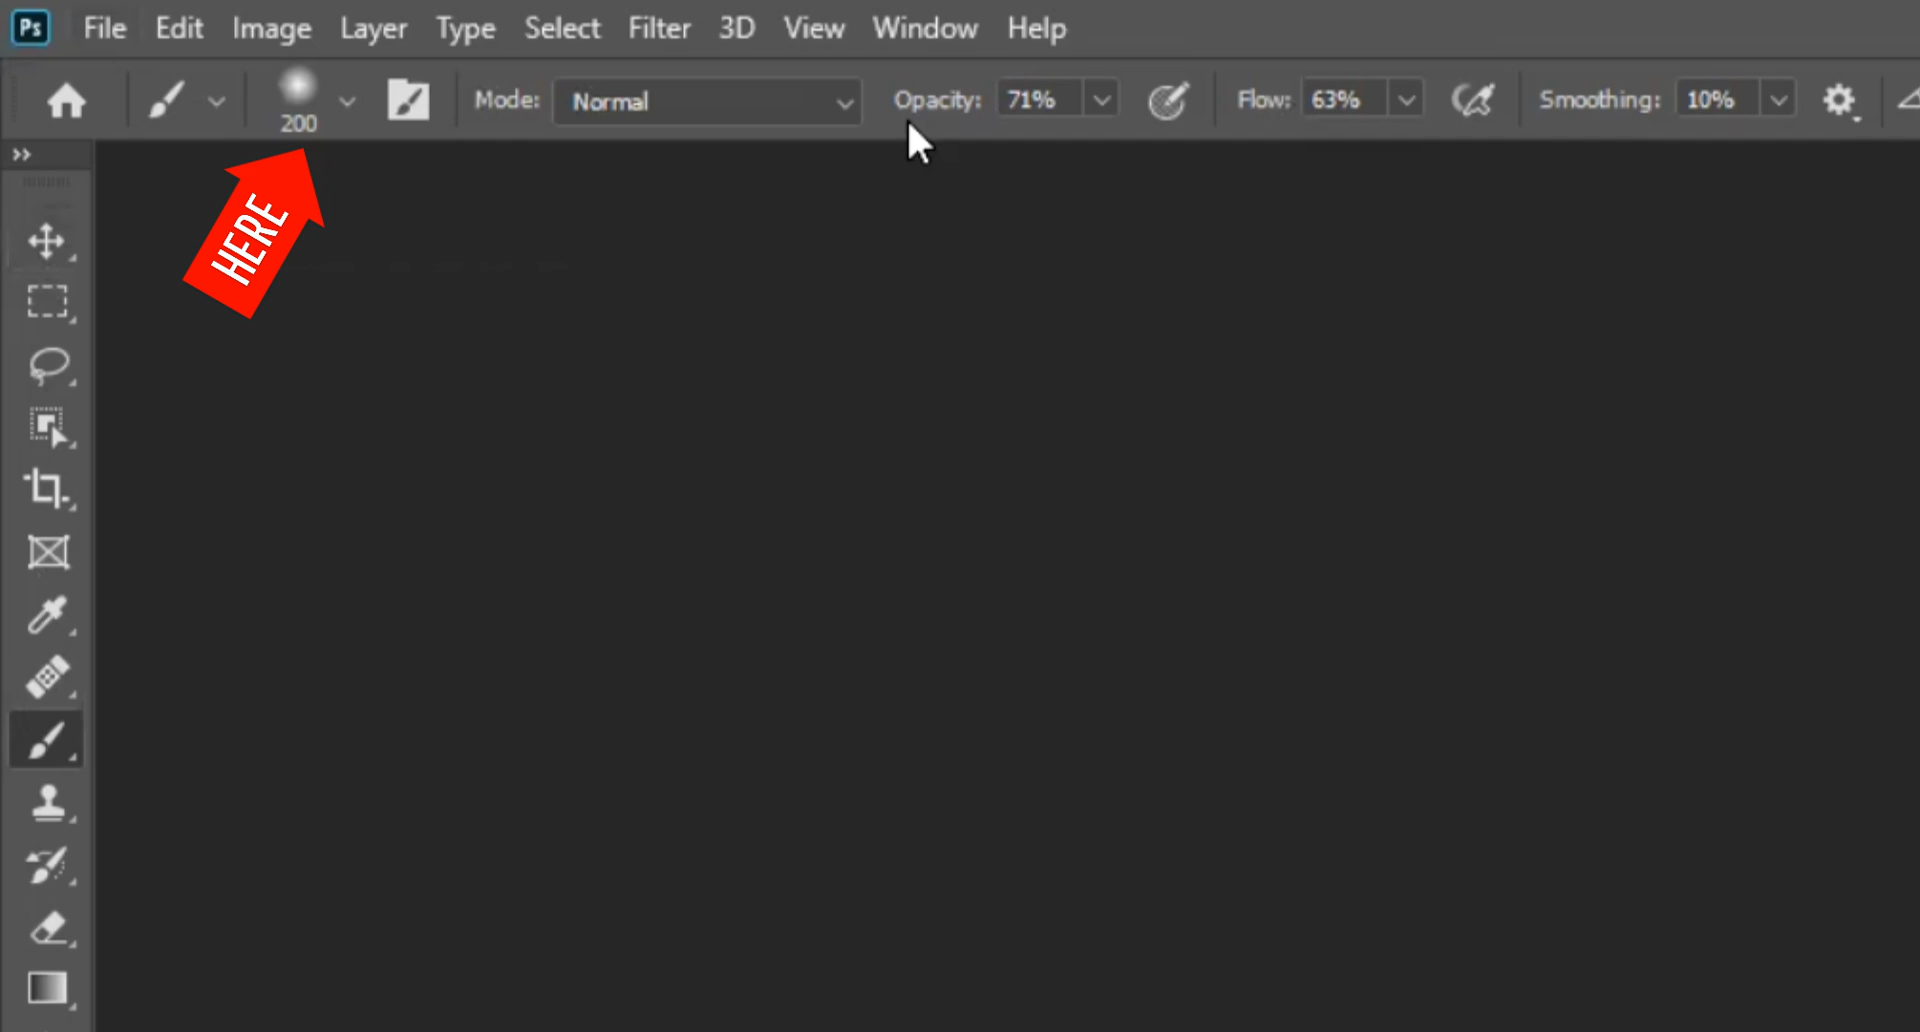 Ps File Edit Image Layer Type Select Filter 3D View Window Help
200 Mode: Normal Opacity: 71% Flow: 63% Smoothing: 10%
HERE